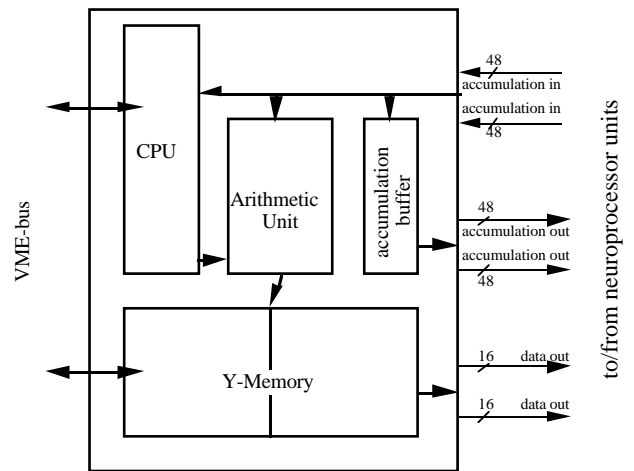 48
accumulation in
accumulation in
48
CPU
Arithmetic
Unit
accumulation
buffer
VME-bus
48
accumulation out
accumulation out
48
to/from neuroprocessor units
16 data out
Y-Memory
16 data out